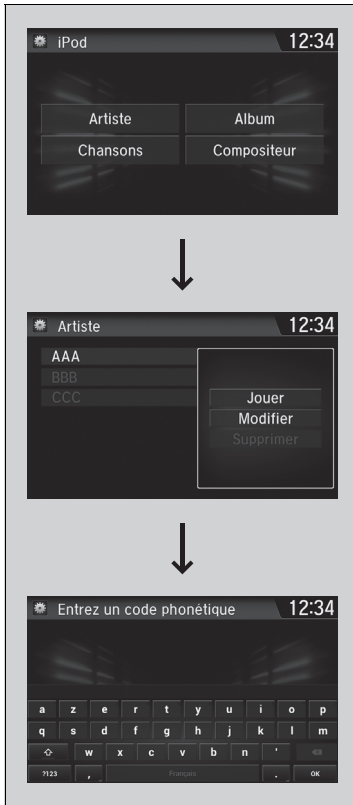 iPod 12:34
Artiste Album
Chansons Compositeur
Artiste 12:34
AAA
BBB
CCC
Jouer
Modifier
Supprimer
Entrez un code phonétique 12:34
a z e r t y u i o p
q s d f g h j k l m
w x c v b n '
?123 , Français . OK